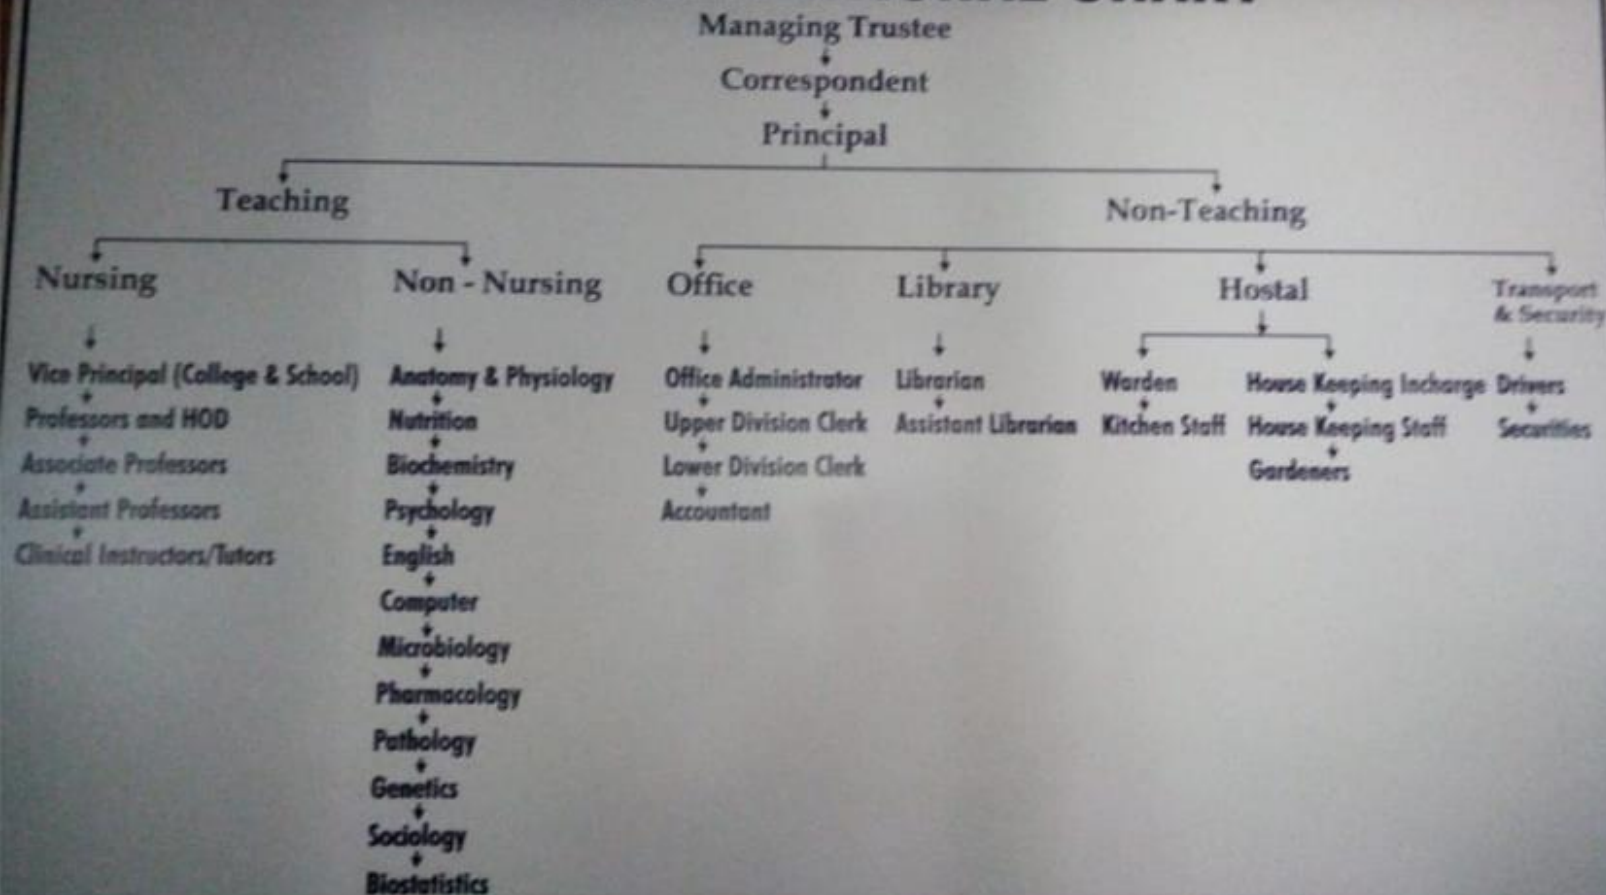 Managing Trustee
Correspondent
Principal
Teaching
Non-Teaching
Nursing
Non - Nursing
Office
Library
Hostal
Transport
& Security
Vice Principal (College & School)
Professors and HOD
Associate Professors
Assistant Professors
Clinical Instructors/Tutors
Anatomy & Physiology
Nutrition
Biochemistry
Psychology
English
Computer
Microbiology
Pharmacology
Pathology
Genetics
Sociology
Biostatistics
Office Administrator
Upper Division Clerk
Lower Division Clerk
Accountant
Librarian
Assistant Librarian
Warden
Kitchen Staff
House Keeping Incharge
House Keeping Staff
Gardeners
Drivers
Securities